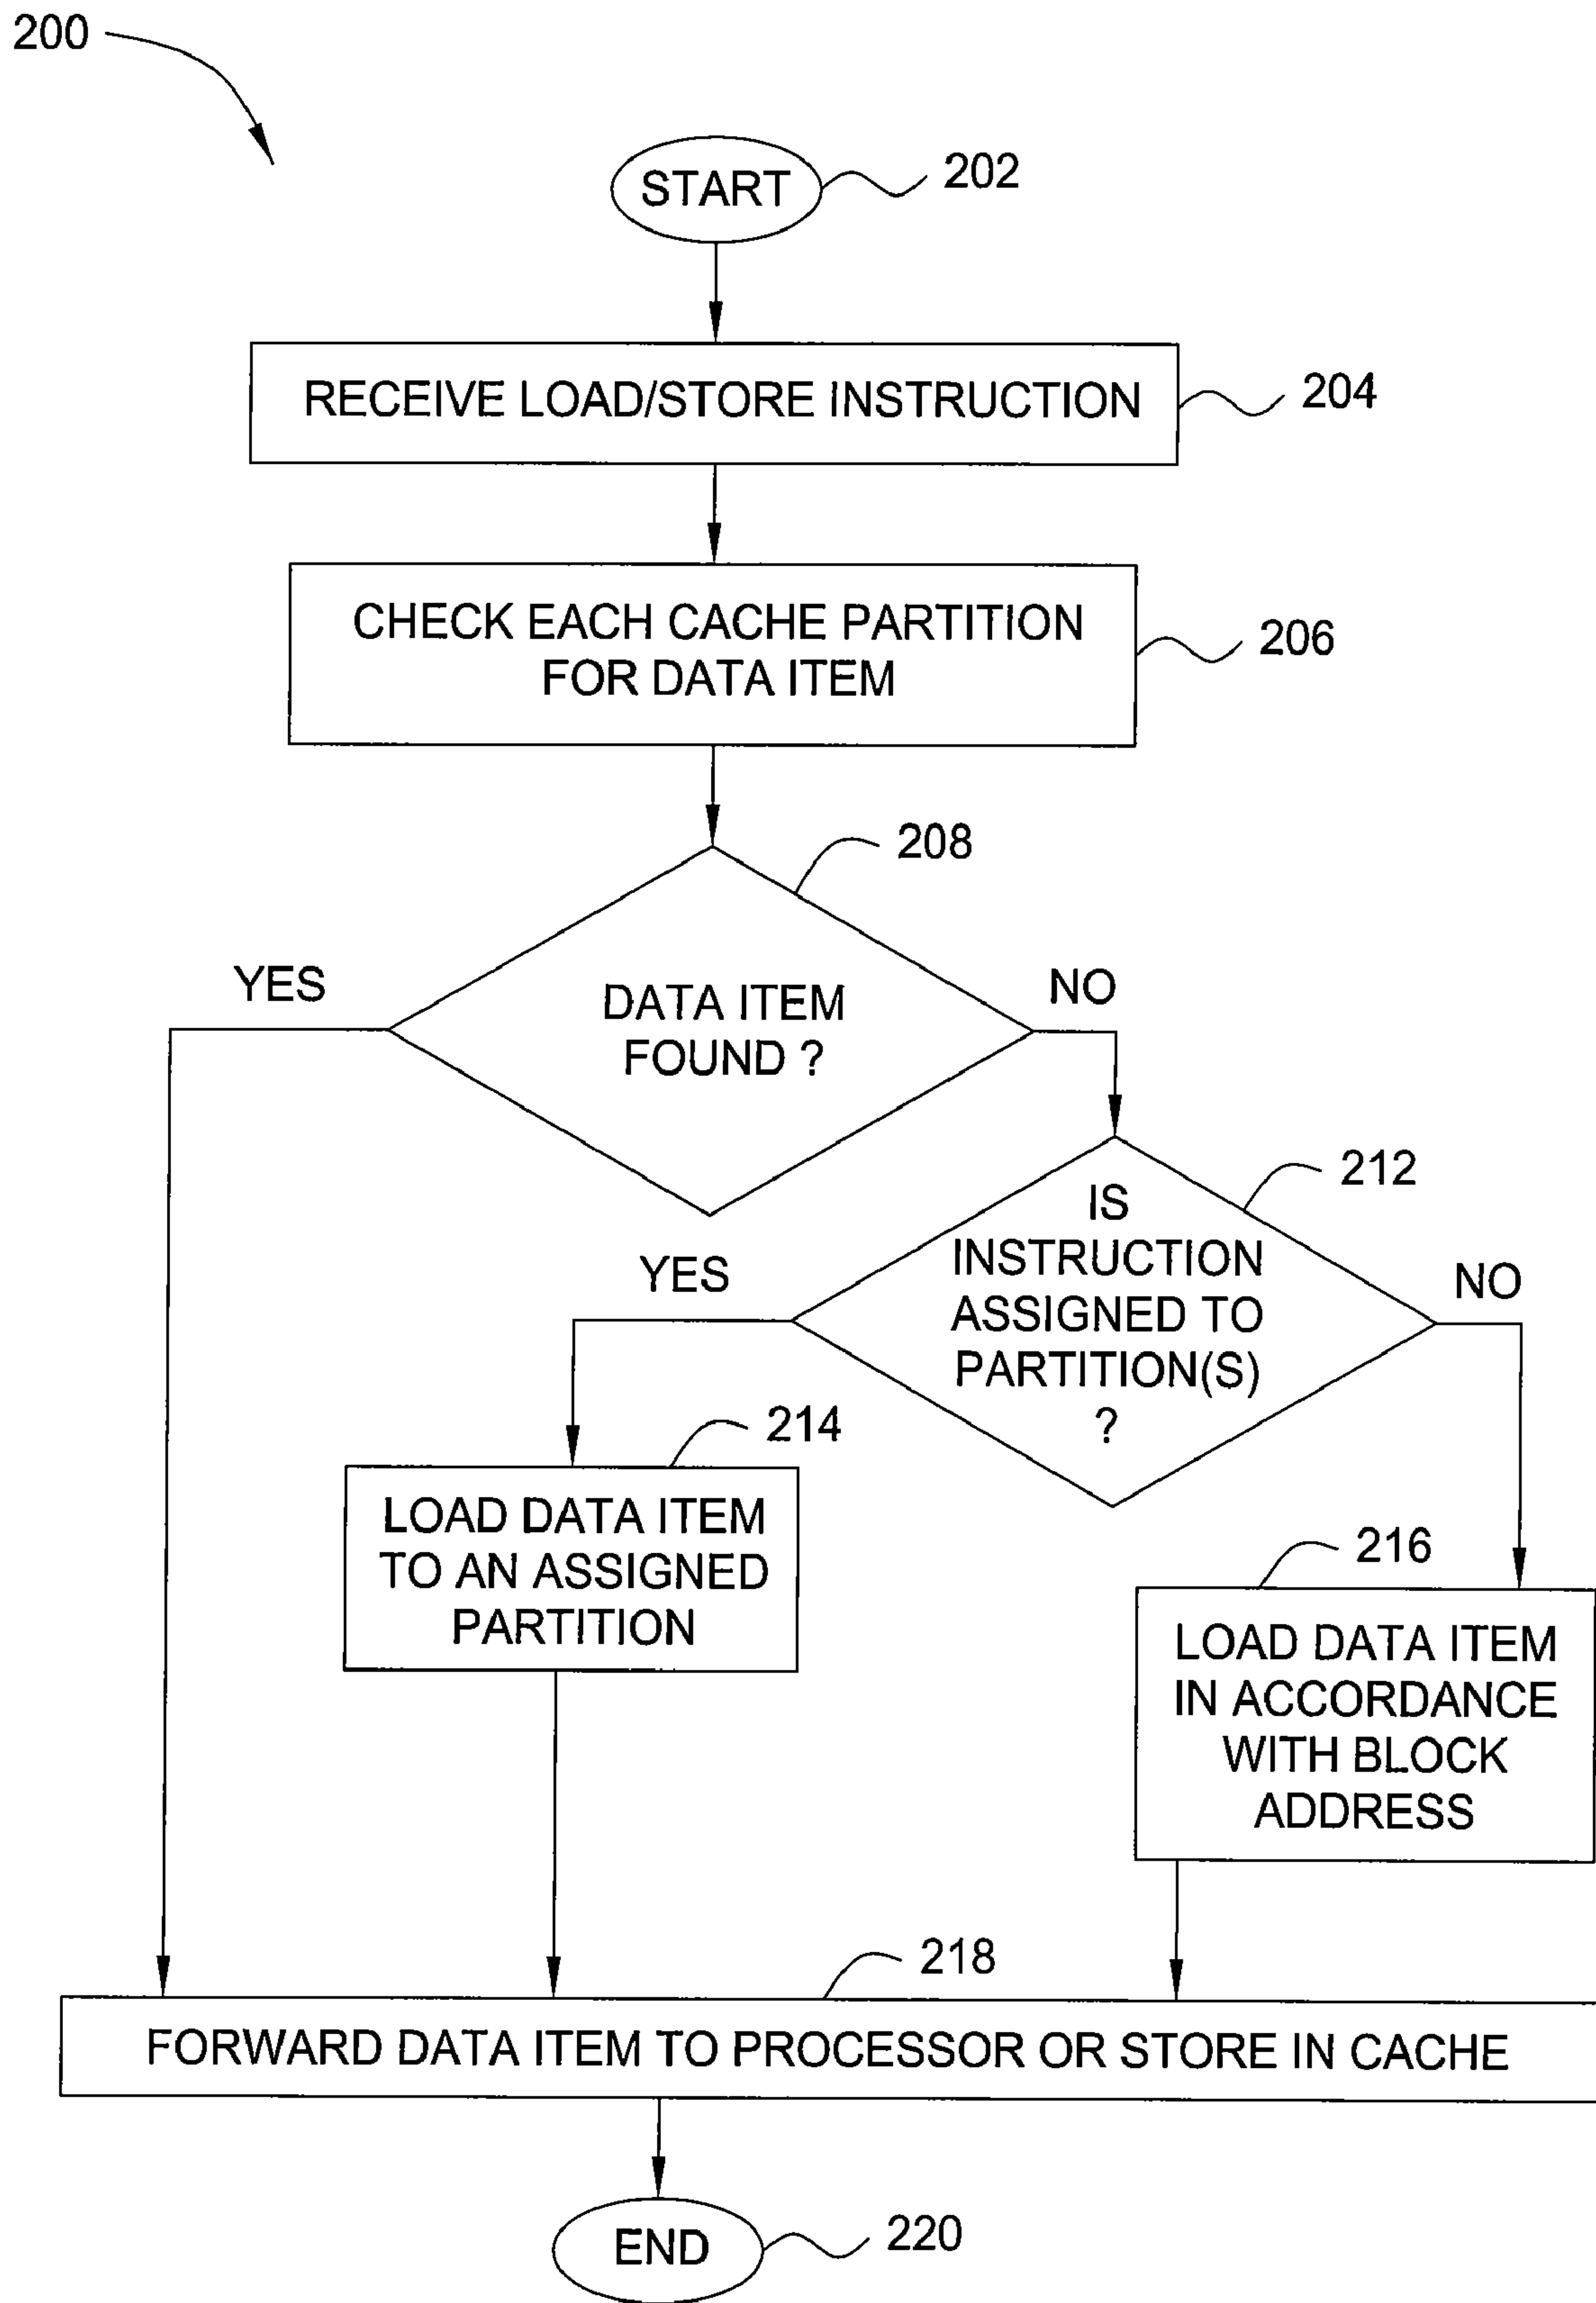 200
START
202
RECEIVE LOAD/STORE INSTRUCTION
204
CHECK EACH CACHE PARTITION
FOR DATA ITEM
206
208
YES
NO
DATA ITEM
FOUND ?
212
IS
INSTRUCTION
ASSIGNED TO
PARTITION(S)
?
YES
NO
214
LOAD DATA ITEM
TO AN ASSIGNED
PARTITION
216
LOAD DATA ITEM
IN ACCORDANCE
WITH BLOCK
ADDRESS
218
FORWARD DATA ITEM TO PROCESSOR OR STORE IN CACHE
END
220